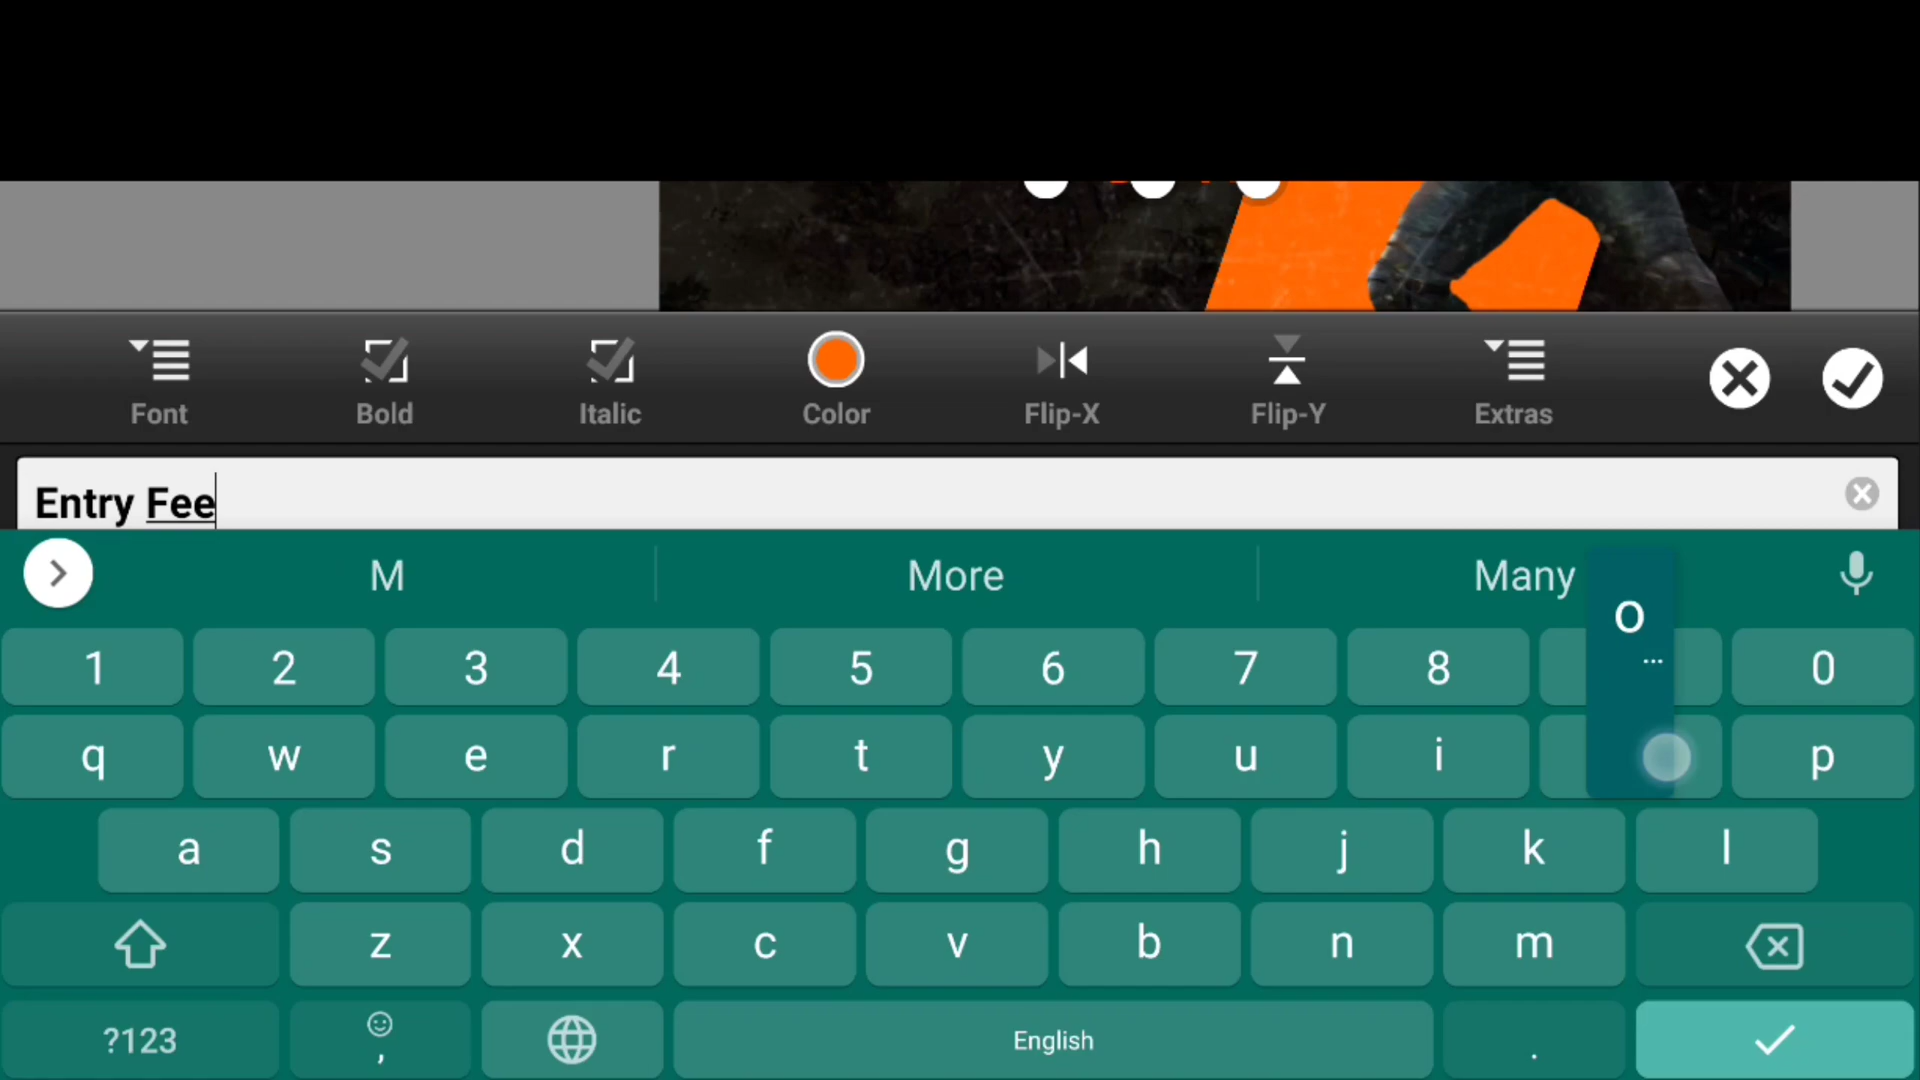 Font Bold Italic Color Flip-X Flip-Y Extras
Entry Fee
M More Many
o
...
1 2 3 4 5 6 7 8 0
q w e r t y u i p
a s d f g h j k l
z x c v b n m
?123 , English .